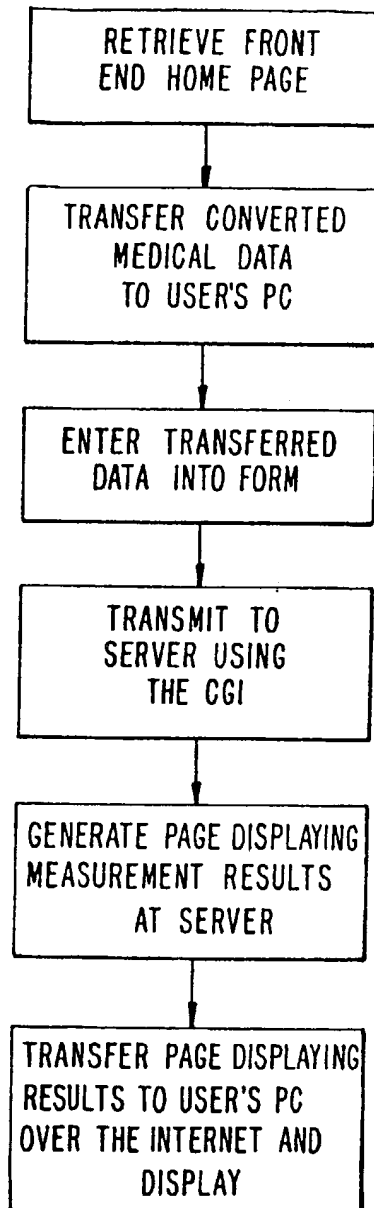 RETRIEVE FRONT
END HOME PAGE
TRANSFER CONVERTED
MEDICAL DATA
TO USER'S PC
ENTER TRANSFERRED
DATA INTO FORM
TRANSMIT TO
SERVER USING
THE CGI
GENERATE PAGE DISPLAYING
MEASUREMENT RESULTS
AT SERVER
TRANSFER PAGE DISPLAYING
RESULTS TO USER'S PC
OVER THE INTERNET AND
DISPLAY